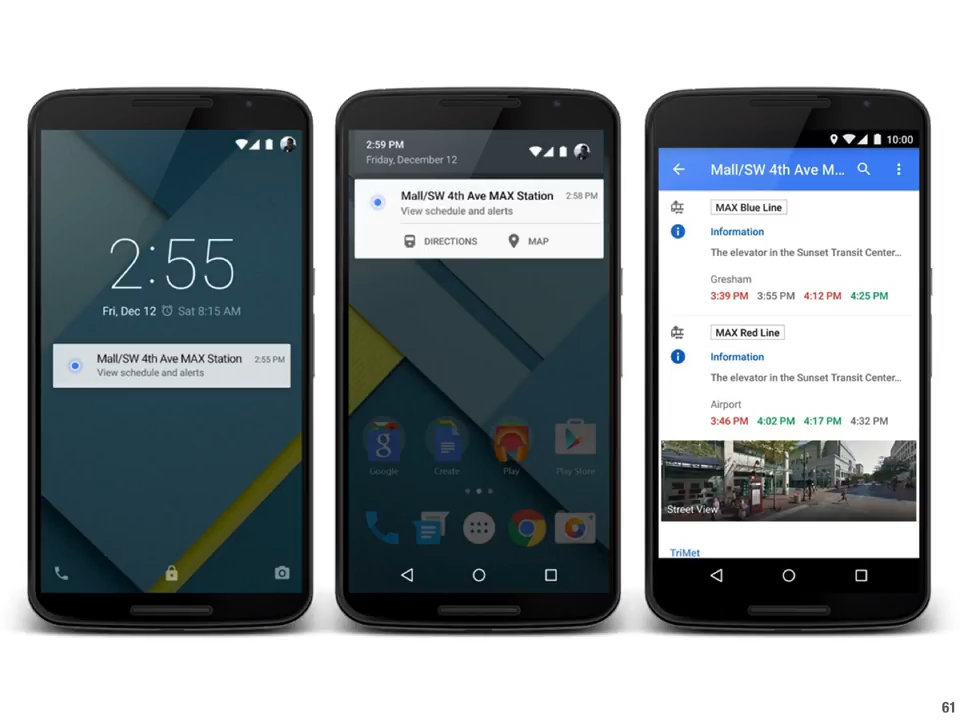 2:55
Fri, Dec 12 Sat 8:15 AM
Mall/SW 4th Ave MAX Station 2:55 PM
View schedule and alerts
2:59 PM
Friday, December 12
Mall/SW 4th Ave MAX Station 2:58 PM
View schedule and alerts
DIRECTIONS MAP
g
Google Create Play Play Store
10:00
Mall/SW 4th Ave M...
MAX Blue Line
Information
The elevator in the Sunset Transit Center...
Gresham
3:39 PM 3:55 PM 4:12 PM 4:25 PM
MAX Red Line
Information
The elevator in the Sunset Transit Center...
Airport
3:46 PM 4:02 PM 4:17 PM 4:32 PM
Street View
TriMet
61